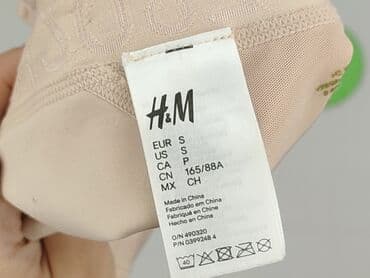 H&M
EUR S
US S
CA P
CN 165/88A
MX CH
Made in China
Fabricado em China
Fabriqué en Chine
Hecho en China
O/N 490320
P/N 0399248 4
40